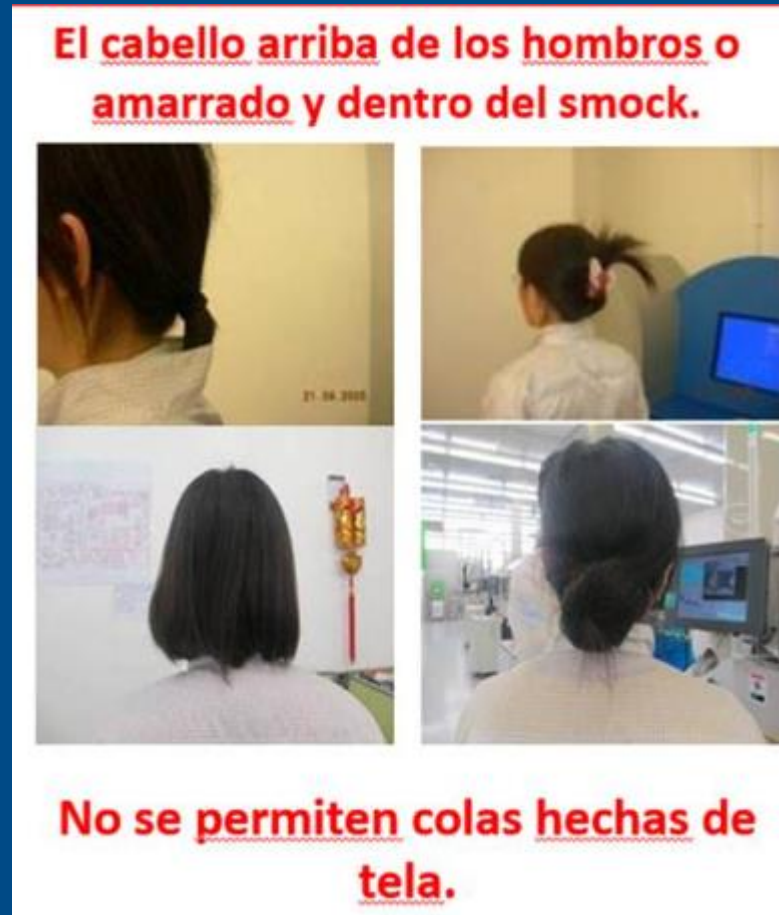 El cabello arriba de los hombros o
amarrado y dentro del smock.
No se permiten colas hechas de
tela.